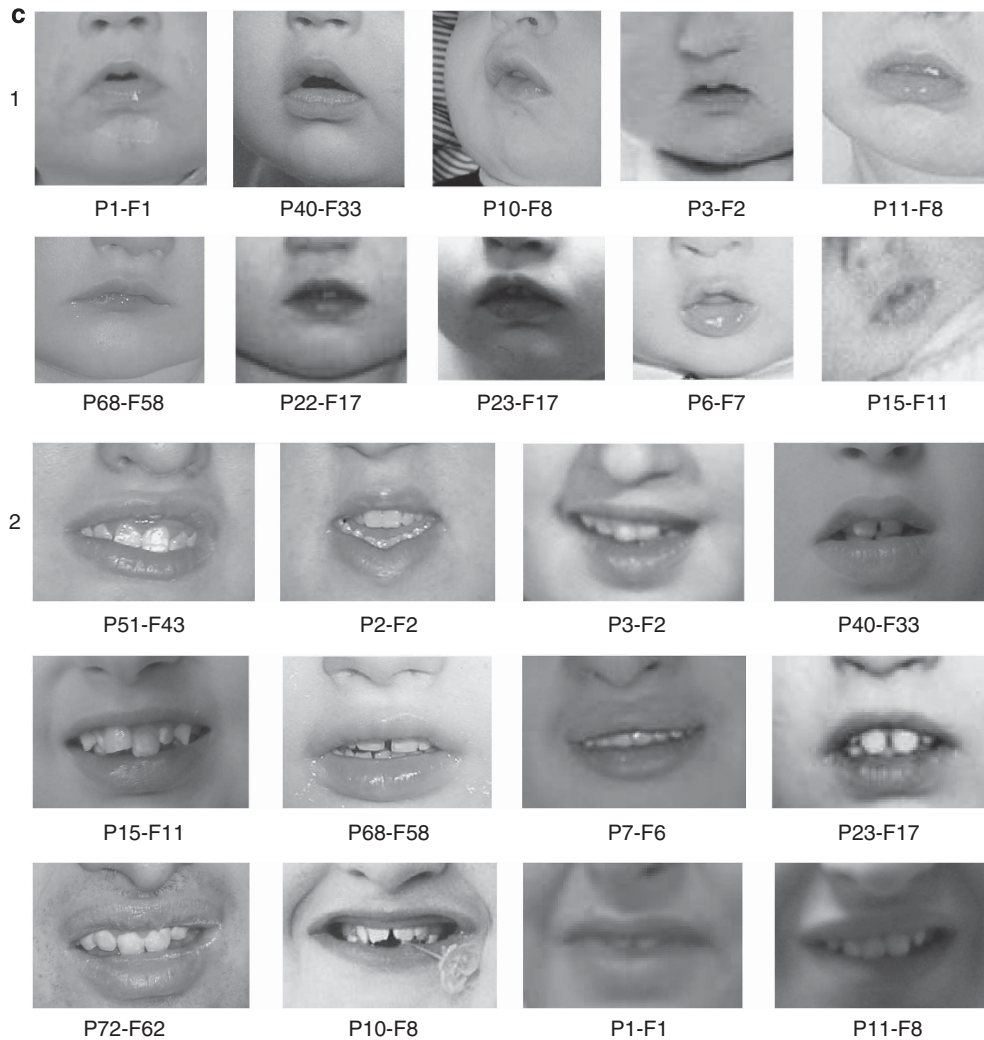 c
1
P1-F1 P40-F33 P10-F8 P3-F2 P11-F8
P68-F58 P22-F17 P23-F17 P6-F7 P15-F11
2
P51-F43 P2-F2 P3-F2 P40-F33
P15-F11 P68-F58 P7-F6 P23-F17
P72-F62 P10-F8 P1-F1 P11-F8